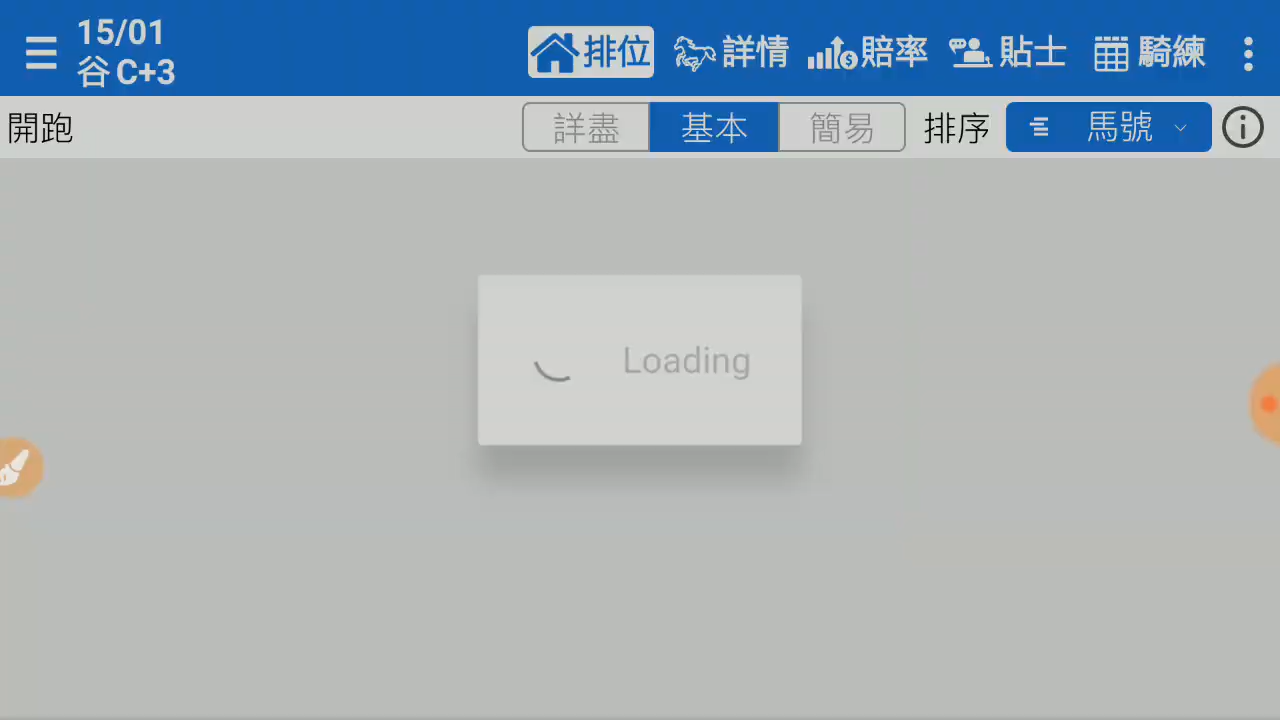 15/01
谷 C+3
排位
詳情
賠率
貼士
騎練
開跑
詳盡
基本
簡易
排序
馬號
Loading